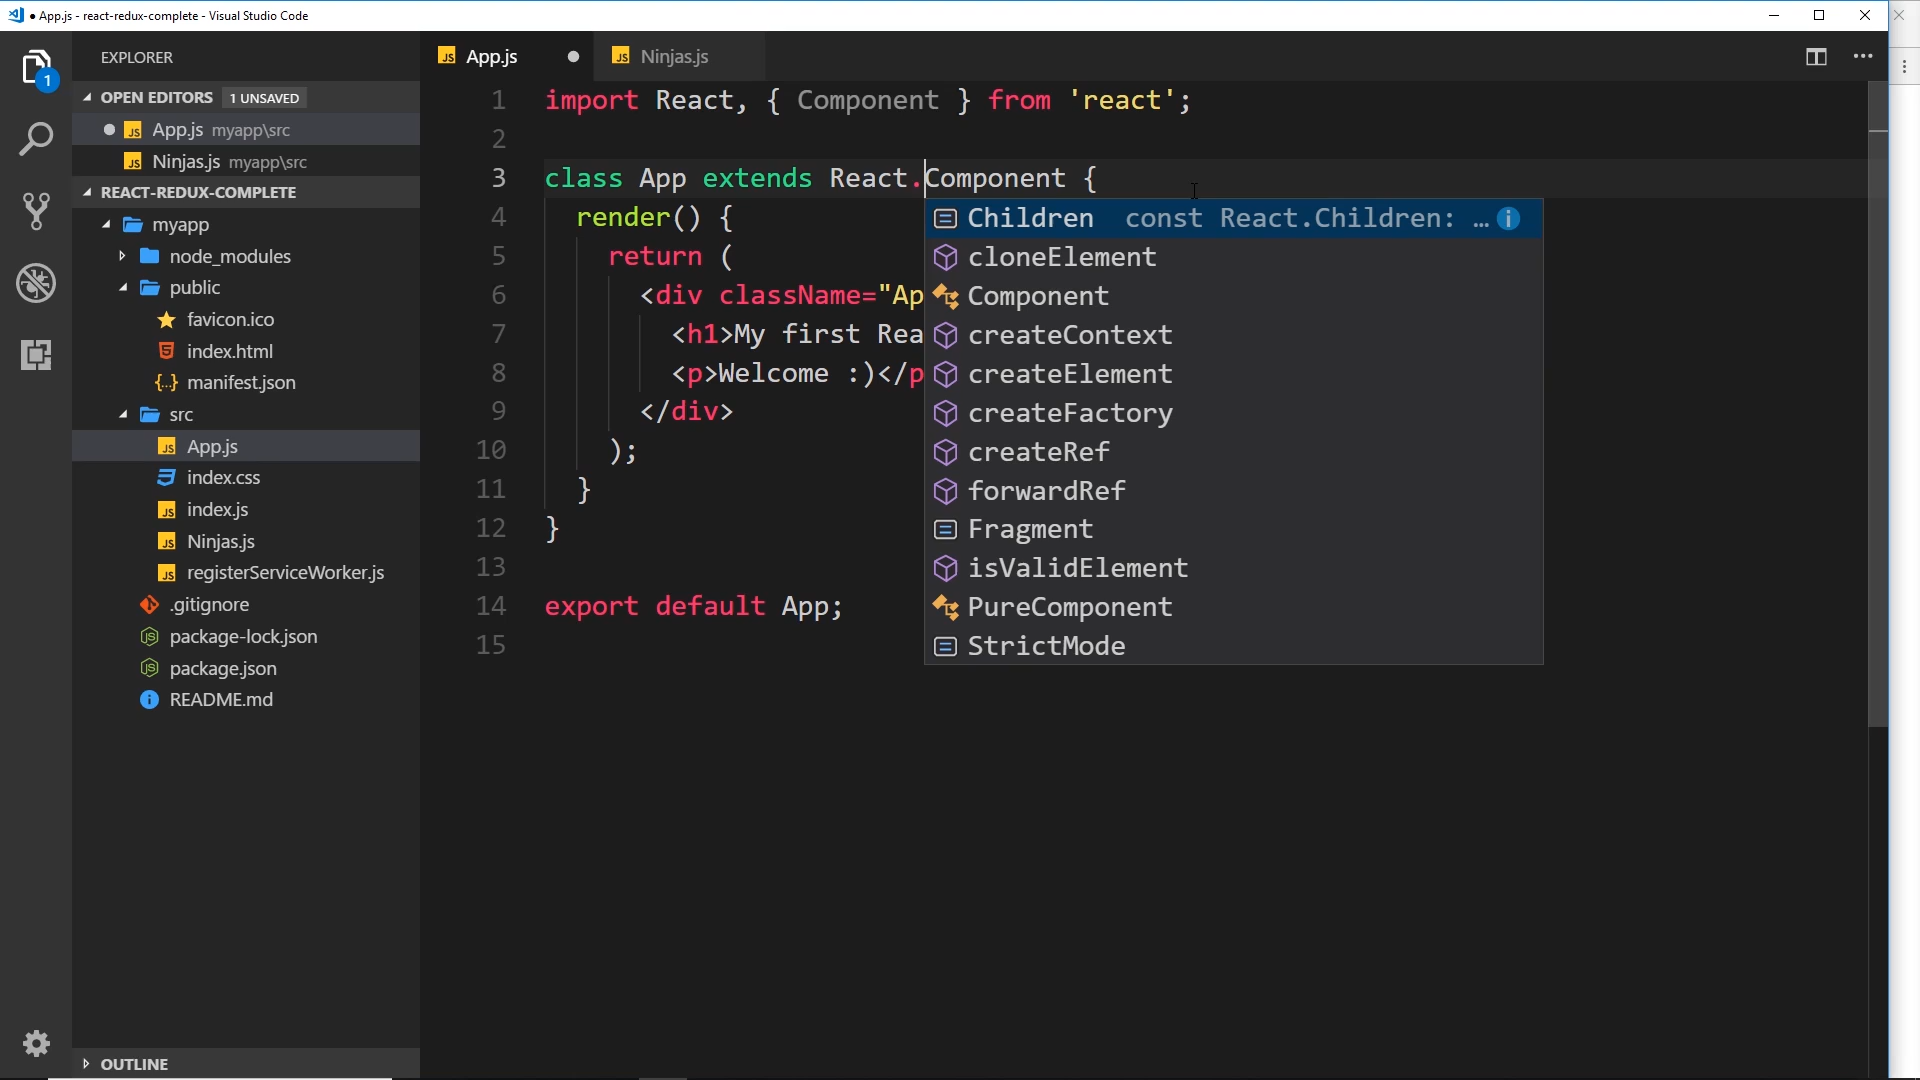 ● App.js - react-redux-complete - Visual Studio Code
EXPLORER
OPEN EDITORS 1 UNSAVED
App.js myapp\src
Ninjas.js myapp\src
REACT-REDUX-COMPLETE
myapp
node_modules
public
favicon.ico
index.html
manifest.json
src
App.js
index.css
index.js
Ninjas.js
registerServiceWorker.js
.gitignore
package-lock.json
package.json
README.md
OUTLINE
1
JS App.js
JS Ninjas.js
1 import React, { Component } from 'react';
2
3 class App extends React.Component {
4 render() {
5 return (
6 <div className="Ap
7 <h1>My first Rea
8 <p>Welcome :)</p
9 </div>
10 );
11 }
12 }
13
14 export default App;
15
Children const React.Children: …
cloneElement
Component
createContext
createElement
createFactory
createRef
forwardRef
Fragment
isValidElement
PureComponent
StrictMode